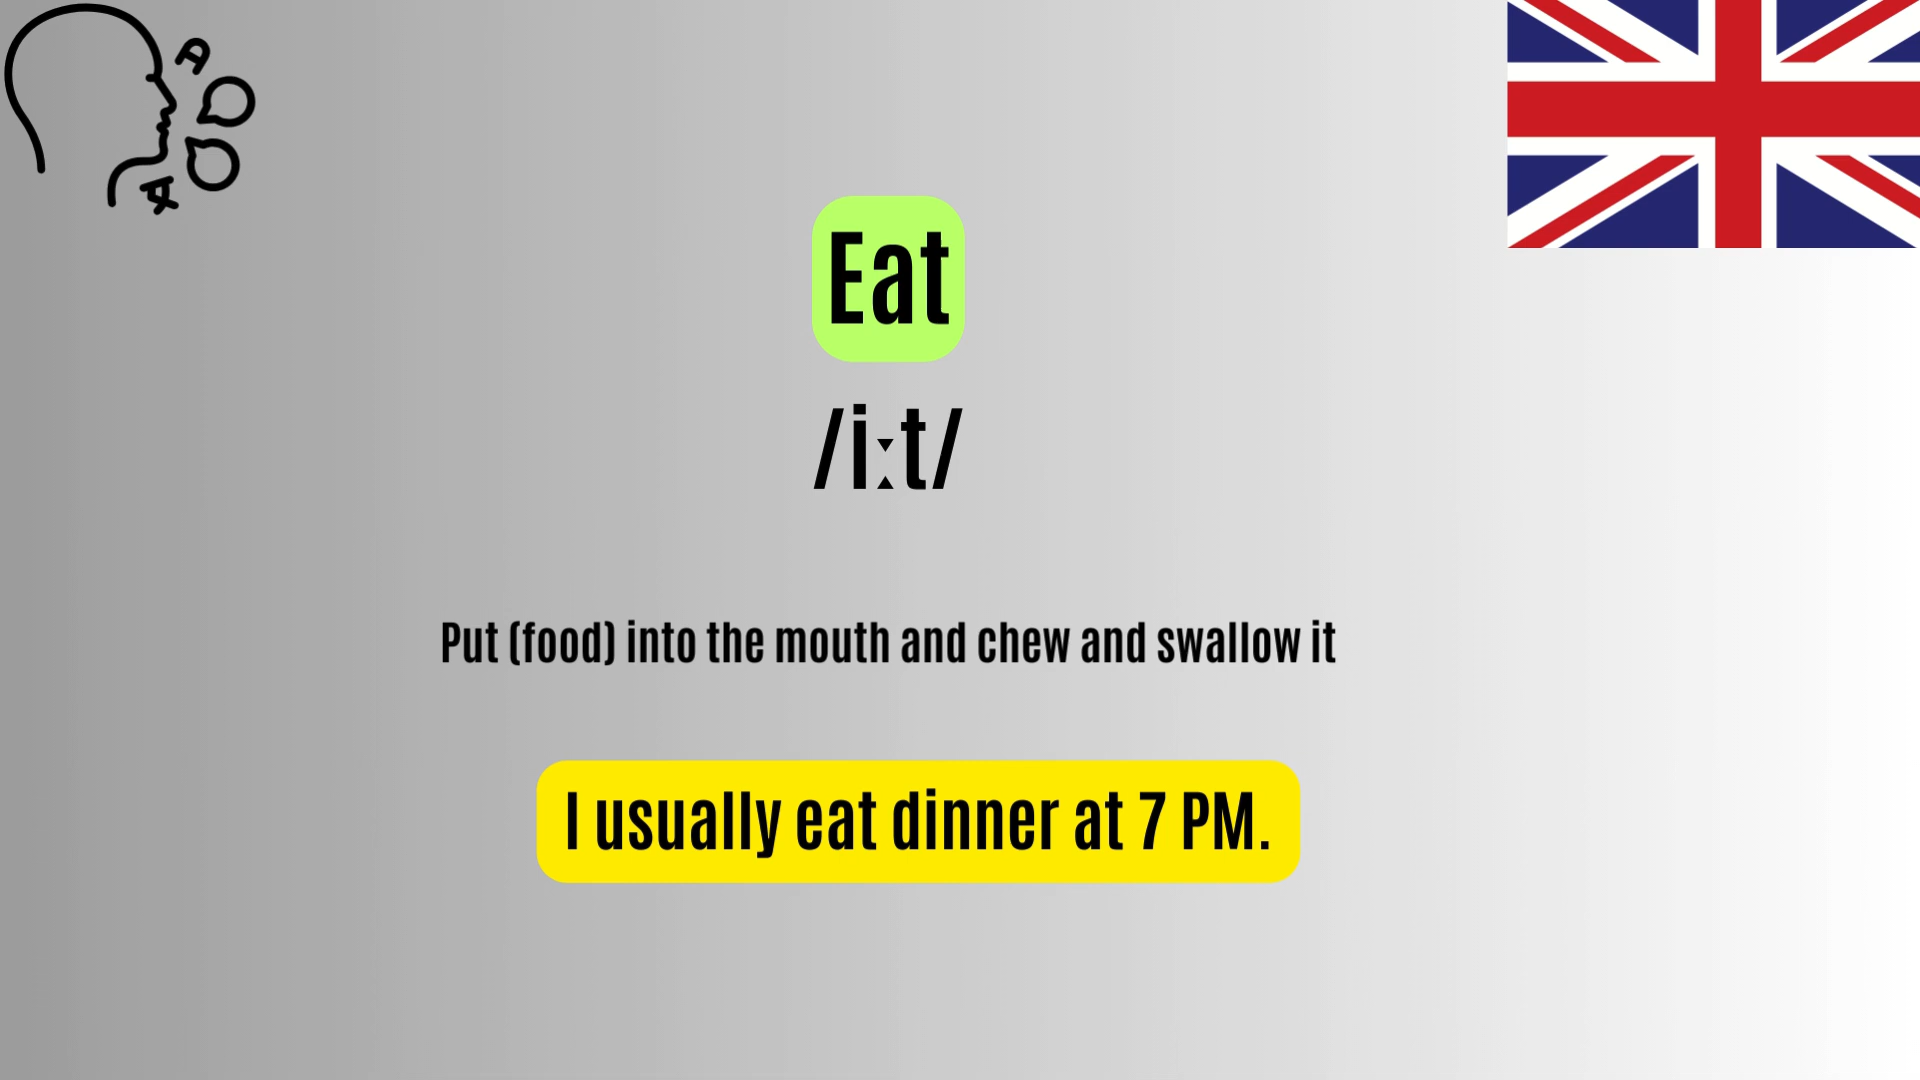 Eat
/iːt/
Put (food) into the mouth and chew and swallow it
I usually eat dinner at 7 PM.